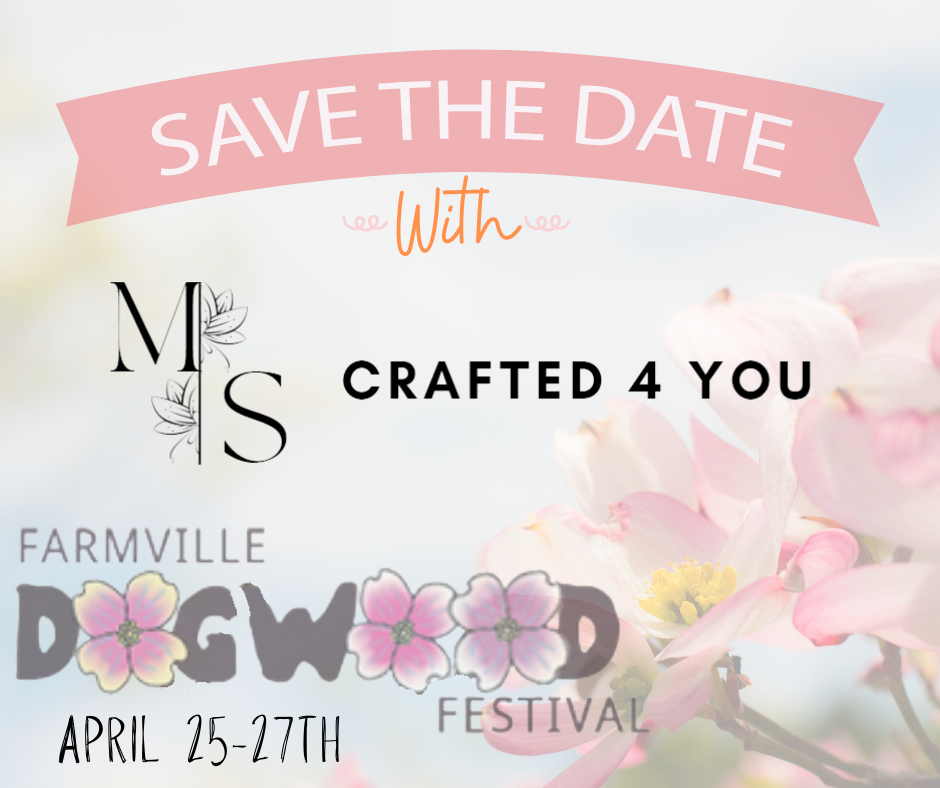 SAVE THE DATE
With
M
S
CRAFTED 4 YOU
FARMVILLE
DOGWOOD
FESTIVAL
APRIL 25-27TH